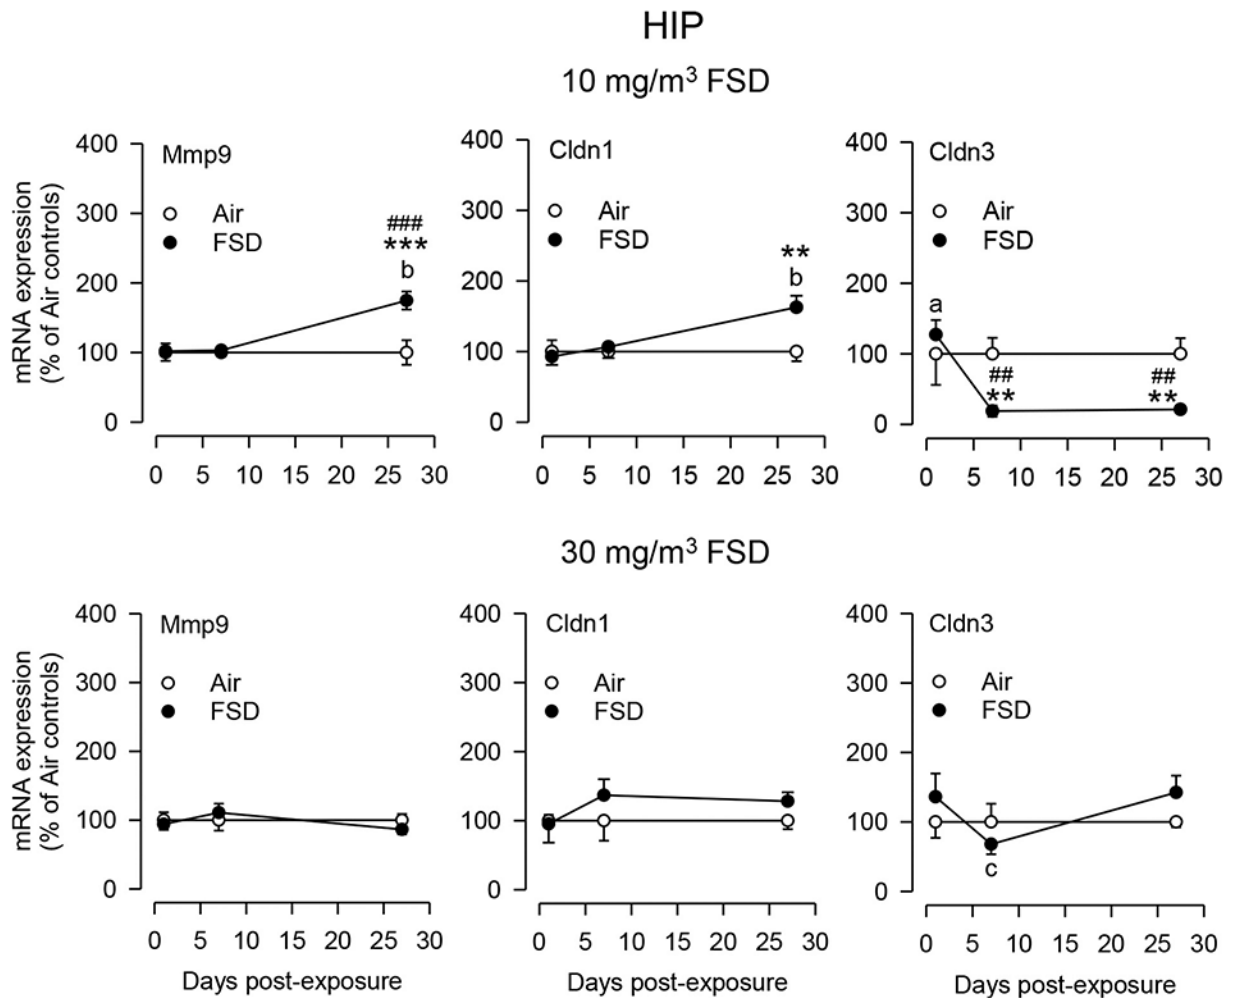 HIP
10 mg/m³ FSD
mRNA expression
(% of Air controls)
400
300
200
100
0
Mmp9
Air
FSD
###
***
b
0 5 10 15 20 25 30
400
300
200
100
0
Cldn1
Air
FSD
**
b
0 5 10 15 20 25 30
400
300
200
100
0
Cldn3
Air
FSD
a
##
**
##
**
0 5 10 15 20 25 30
30 mg/m³ FSD
mRNA expression
(% of Air controls)
400
300
200
100
0
Mmp9
Air
FSD
0 5 10 15 20 25 30
Days post-exposure
400
300
200
100
0
Cldn1
Air
FSD
0 5 10 15 20 25 30
Days post-exposure
400
300
200
100
0
Cldn3
Air
FSD
c
0 5 10 15 20 25 30
Days post-exposure